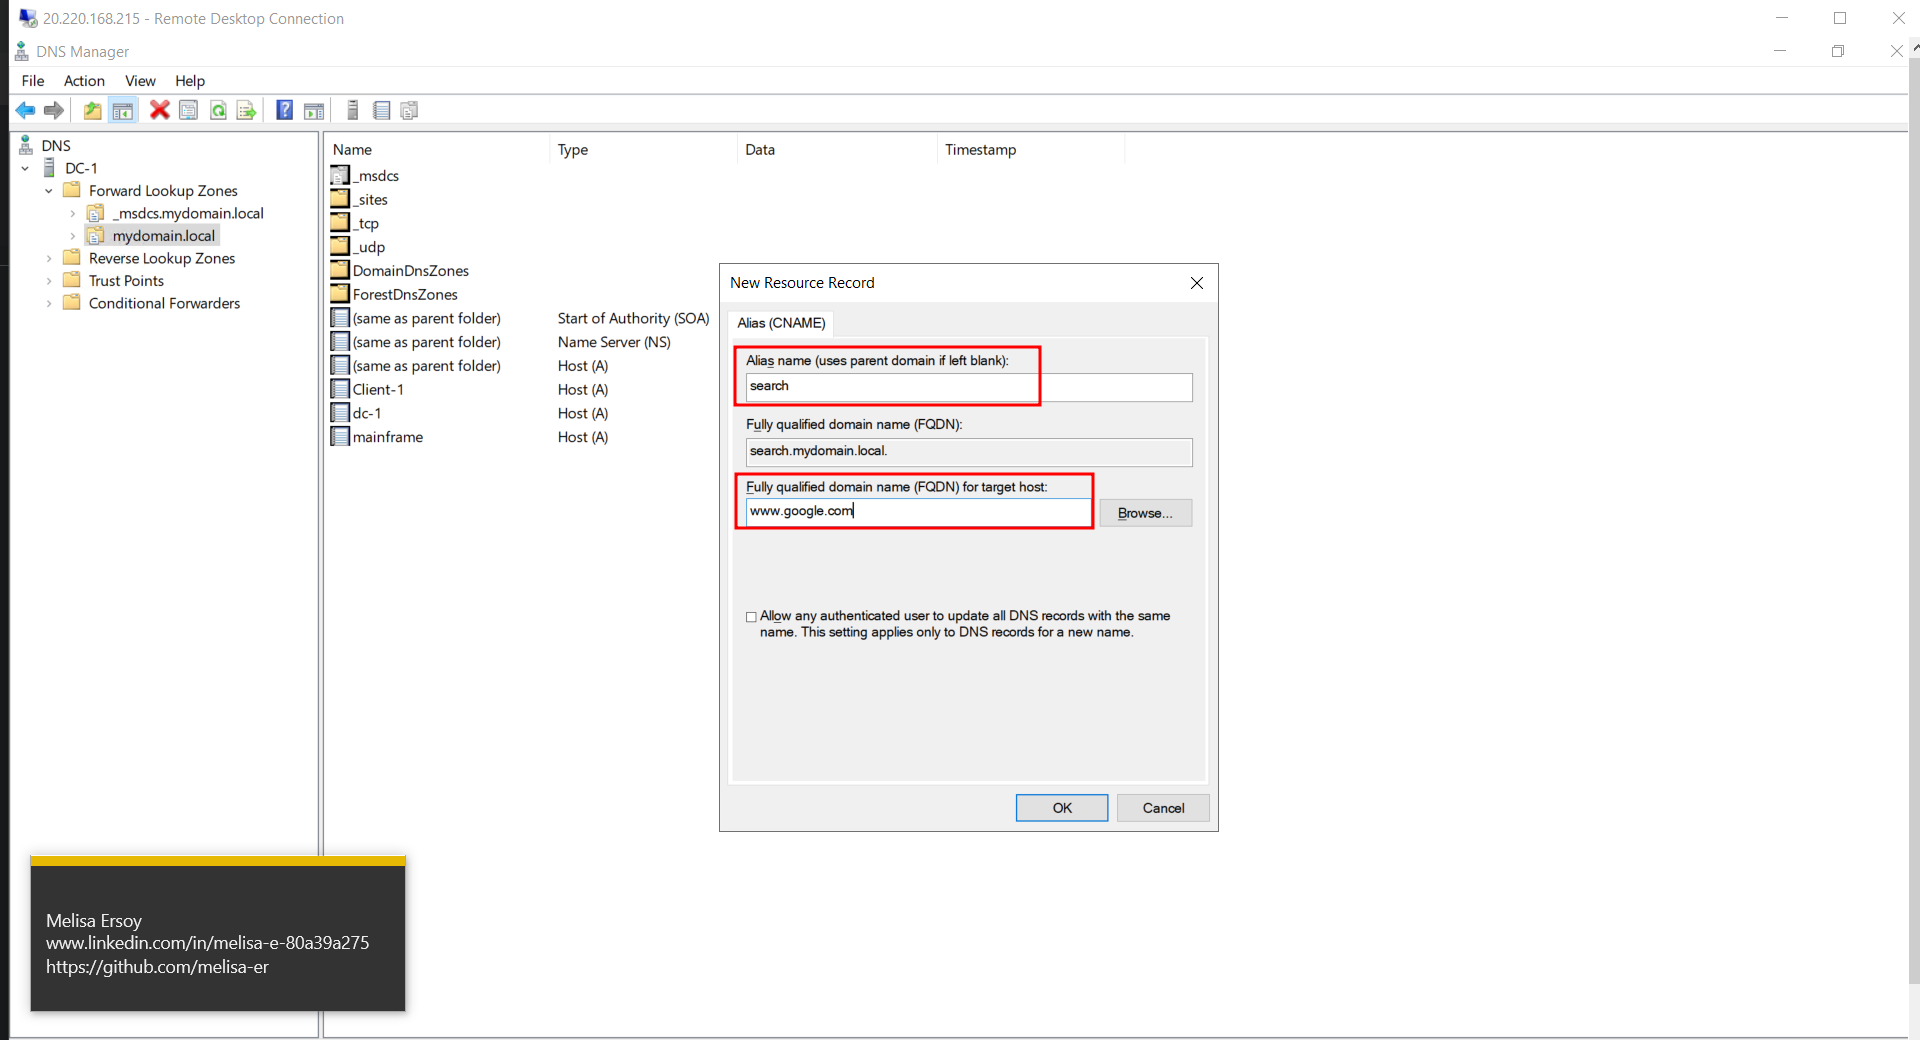 20.220.168.215 - Remote Desktop Connection
DNS Manager
File Action View Help
DNS
DC-1
Forward Lookup Zones
_msdcs.mydomain.local
mydomain.local
Reverse Lookup Zones
Trust Points
Conditional Forwarders
Name Type Data Timestamp
_msdcs
_sites
_tcp
_udp
DomainDnsZones
ForestDnsZones
(same as parent folder) Start of Authority (SOA)
(same as parent folder) Name Server (NS)
(same as parent folder) Host (A)
Client-1 Host (A)
dc-1 Host (A)
mainframe Host (A)
New Resource Record
Alias (CNAME)
Alias name (uses parent domain if left blank):
search
Fully qualified domain name (FQDN):
search.mydomain.local.
Fully qualified domain name (FQDN) for target host:
www.google.com
Browse...
Allow any authenticated user to update all DNS records with the same
name. This setting applies only to DNS records for a new name.
OK Cancel
Melisa Ersoy
www.linkedin.com/in/melisa-e-80a39a275
https://github.com/melisa-er